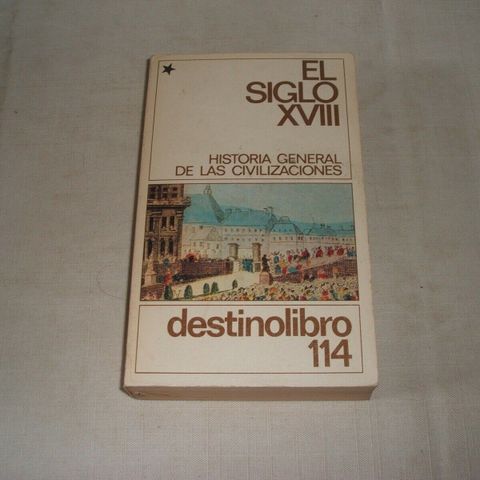 EL
SIGLO
XVIII
HISTORIA GENERAL
DE LAS CIVILIZACIONES
destinolibro
114